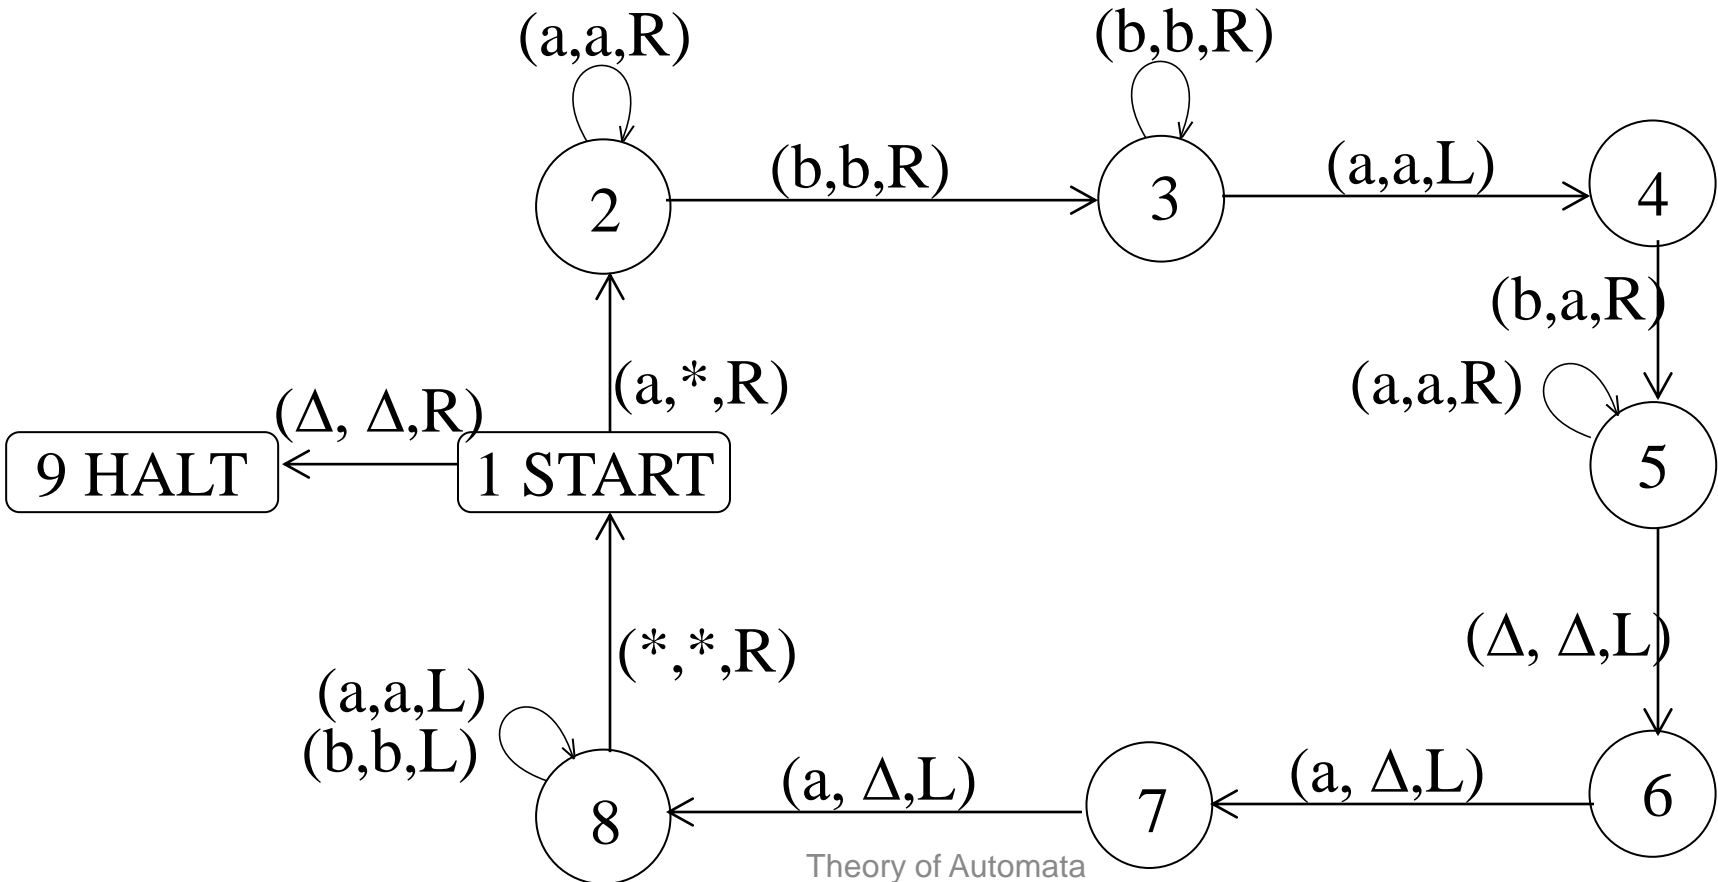 (a,a,R)
(b,b,R)
2
(b,b,R)
3
(a,a,L)
4
(b,a,R)
(a,a,R)
5
(a,*,R)
(Δ, Δ,R)
9 HALT
1 START
(*,*,R)
(Δ, Δ,L)
(a,a,L)
(b,b,L)
8
(a, Δ,L)
7
(a, Δ,L)
6
Theory of Automata